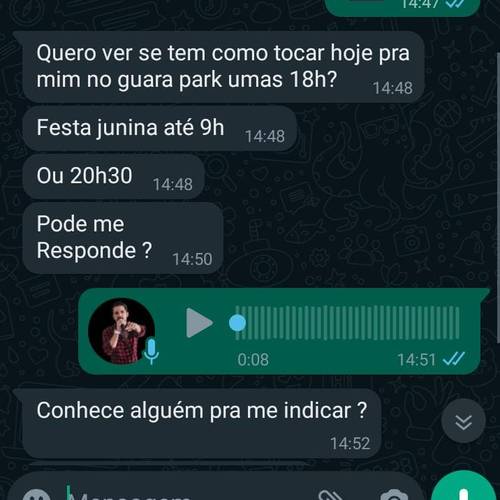 14:47
Quero ver se tem como tocar hoje pra
mim no guara park umas 18h?
14:48
Festa junina até 9h
14:48
Ou 20h30
14:48
Pode me
Responde ?
14:50
0:08
14:51
Conhece alguém pra me indicar ?
14:52
Mensagem